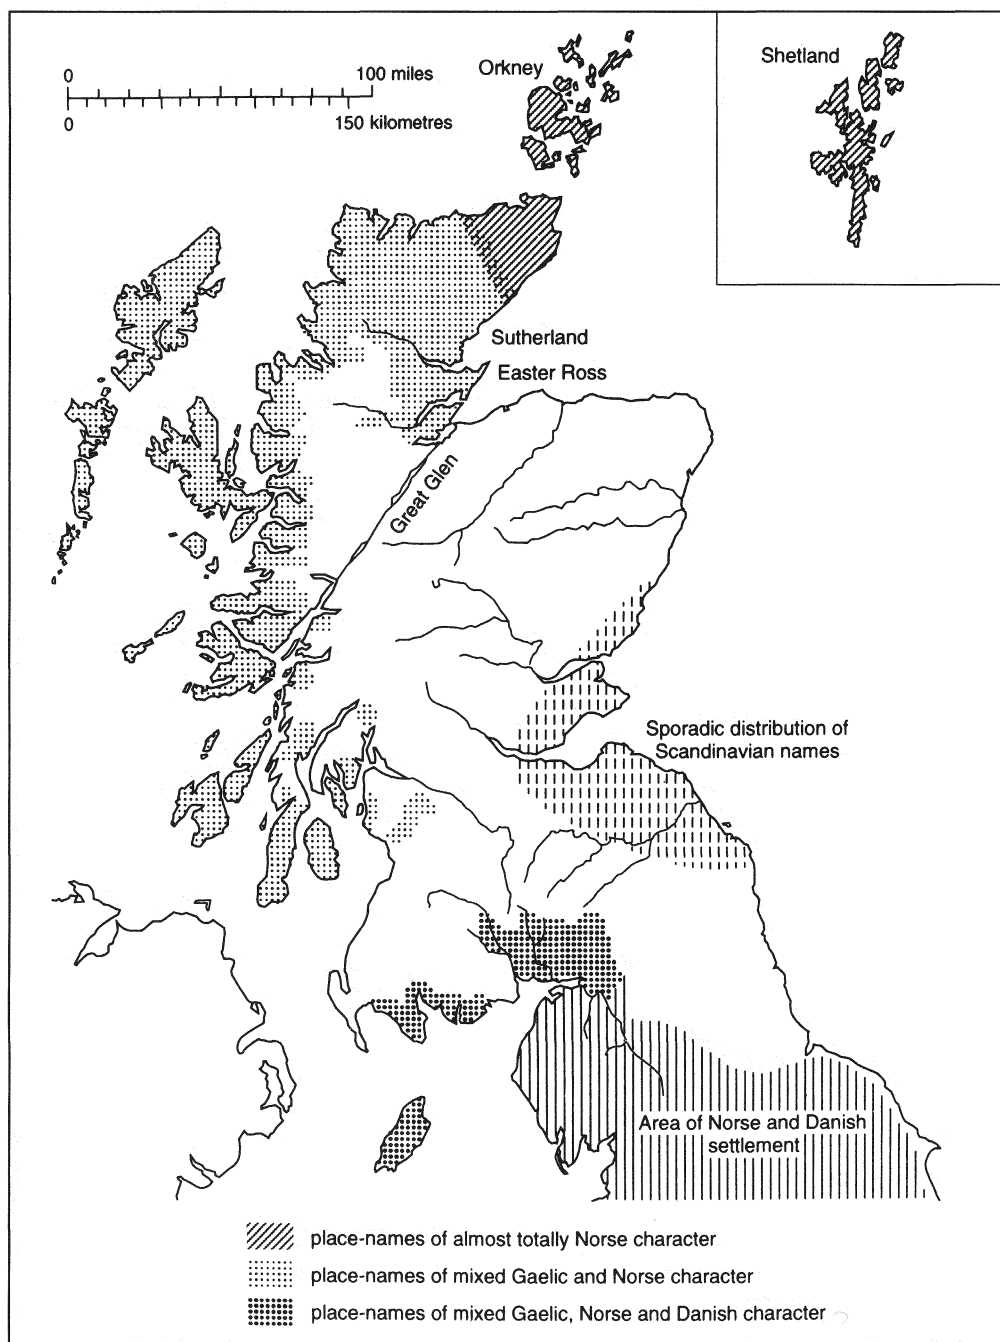 0 100 miles
0 150 kilometres
Orkney
Shetland
Sutherland
Easter Ross
Great Glen
Sporadic distribution of
Scandinavian names
Area of Norse and Danish
settlement
place-names of almost totally Norse character
place-names of mixed Gaelic and Norse character
place-names of mixed Gaelic, Norse and Danish character